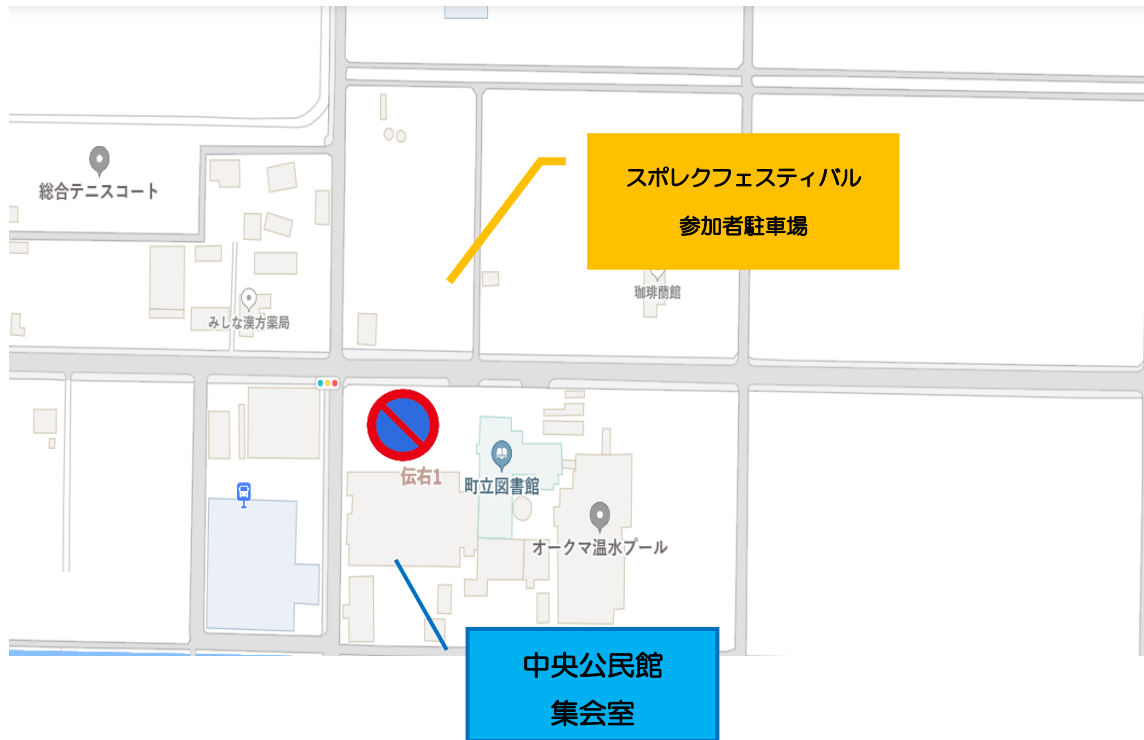 スポレクフェスティバル
参加者駐車場
総合テニスコート
珈琲蘭館
みしな漢方薬局
伝右1
町立図書館
オークマ温水プール
中央公民館
集会室